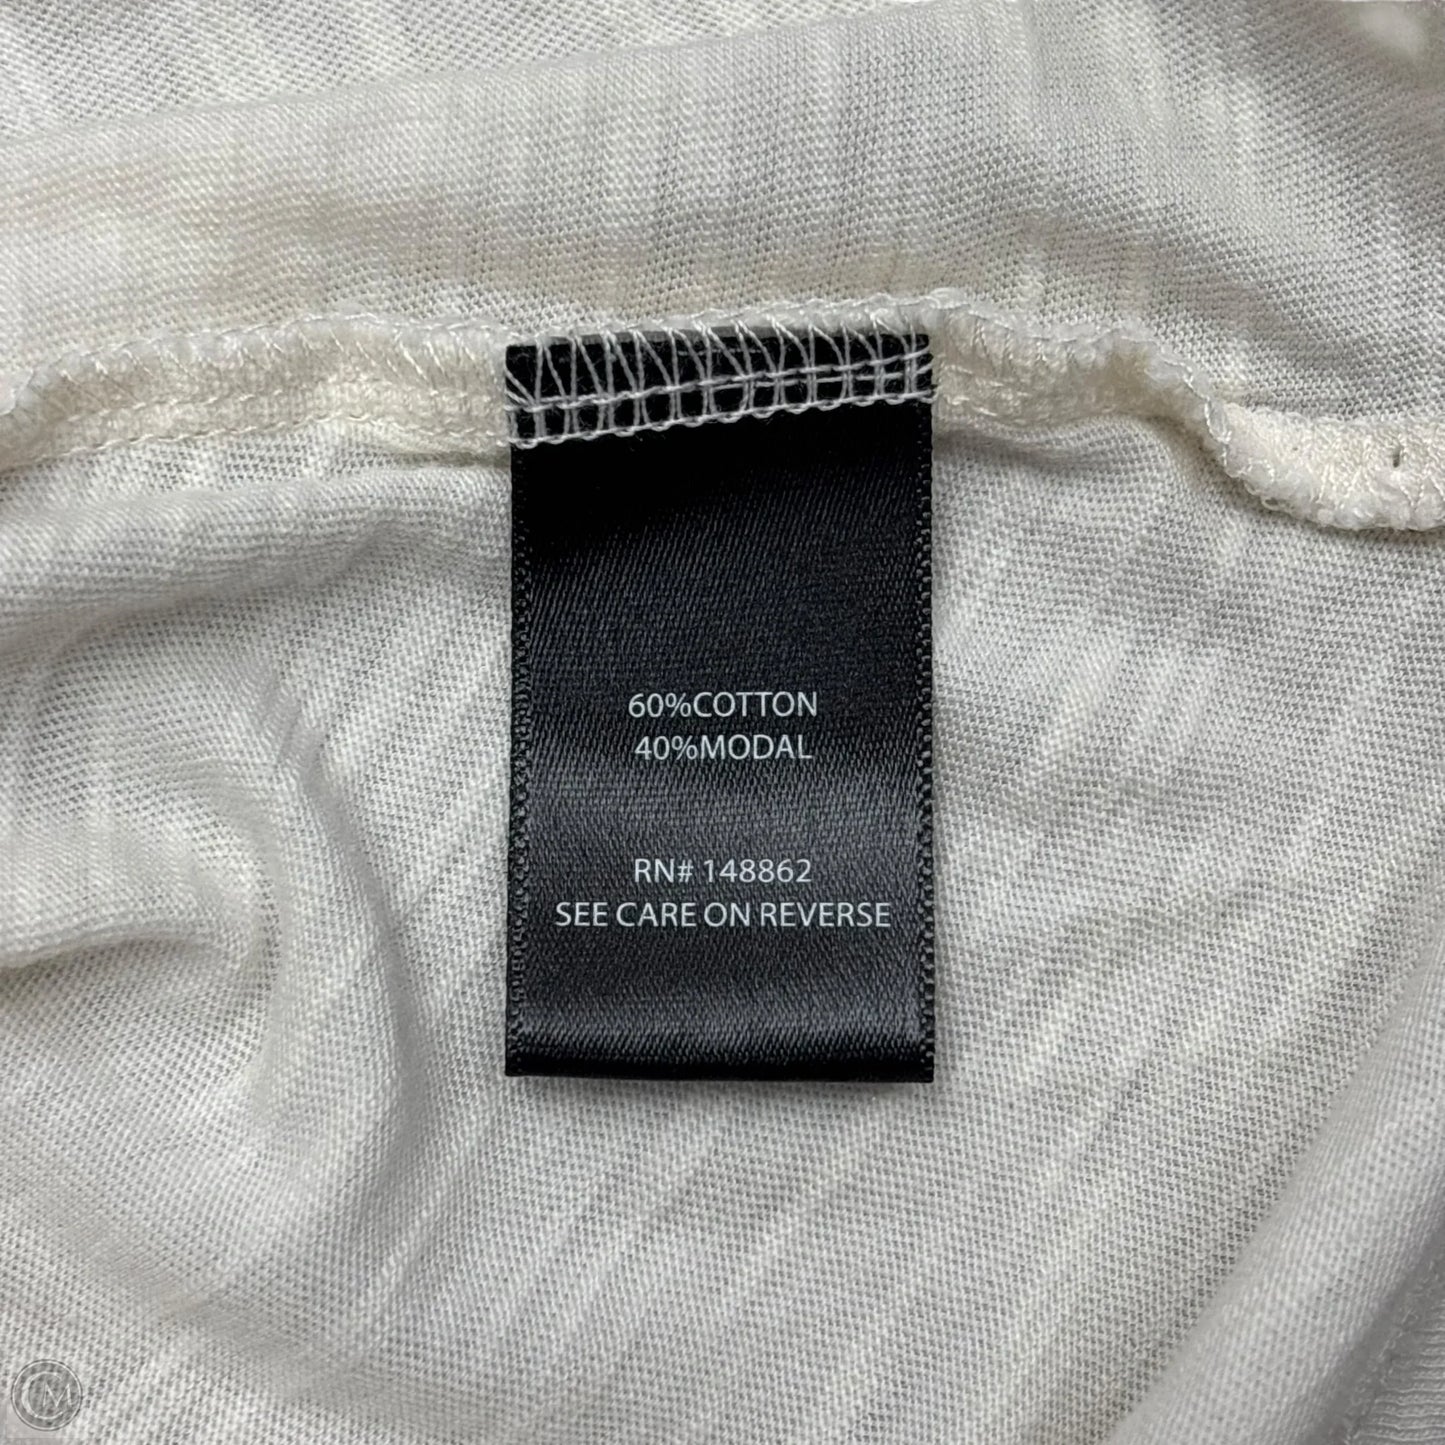 60%COTTON
40%MODAL
RN# 148862
SEE CARE ON REVERSE